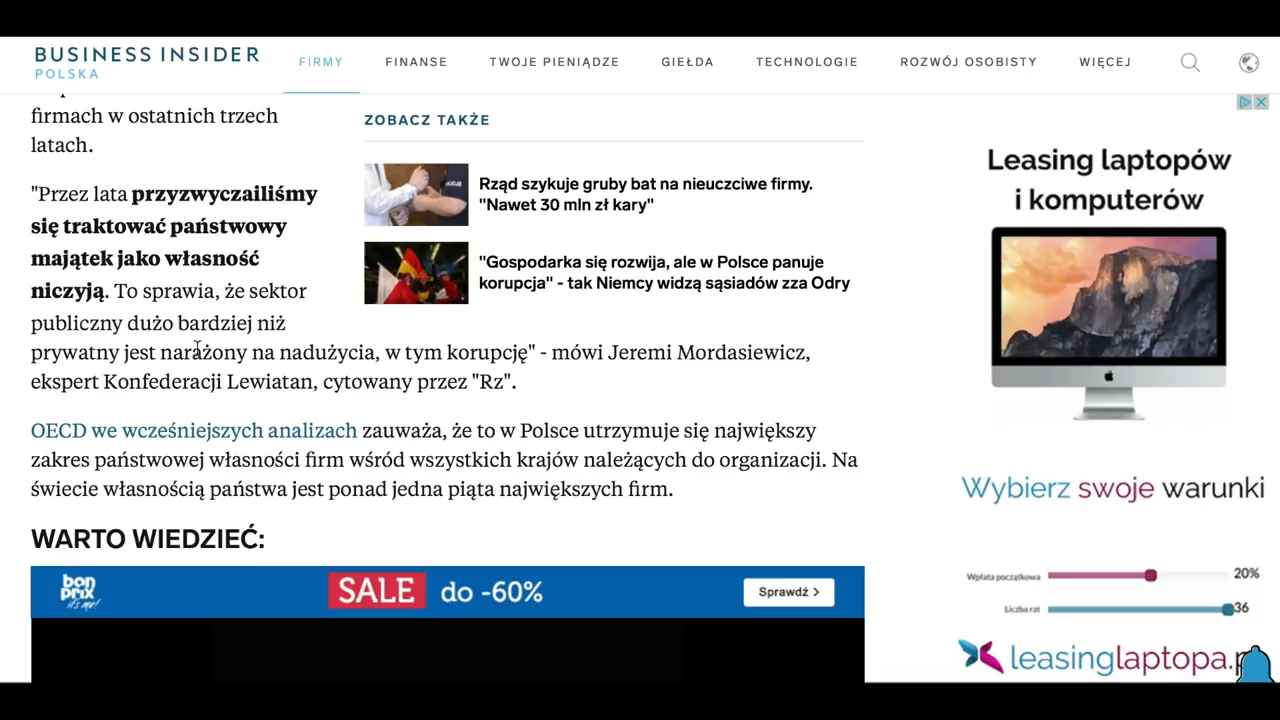 BUSINESS INSIDER
POLSKA
FIRMY FINANSE TWOJE PIENIĄDZE GIEŁDA TECHNOLOGIE ROZWÓJ OSOBISTY WIĘCEJ
firmach w ostatnich trzech
latach.
"Przez lata przyzwyczailiśmy
się traktować państwowy
majątek jako własność
niczyją. To sprawia, że sektor
publiczny dużo bardziej niż
prywatny jest narażony na nadużycia, w tym korupcję" - mówi Jeremi Mordasiewicz,
ekspert Konfederacji Lewiatan, cytowany przez "Rz".
ZOBACZ TAKŻE
Rząd szykuje gruby bat na nieuczciwe firmy.
"Nawet 30 mln zł kary"
"Gospodarka się rozwija, ale w Polsce panuje
korupcja" - tak Niemcy widzą sąsiadów zza Odry
OECD we wcześniejszych analizach zauważa, że to w Polsce utrzymuje się największy
zakres państwowej własności firm wśród wszystkich krajów należących do organizacji. Na
świecie własnością państwa jest ponad jedna piąta największych firm.
WARTO WIEDZIEĆ:
bon
prix
it's me!
SALE do -60%
Sprawdź >
Leasing laptopów
i komputerów
Wybierz swoje warunki
Wpłata początkowa 20%
Liczba rat 36
leasinglaptopa.p